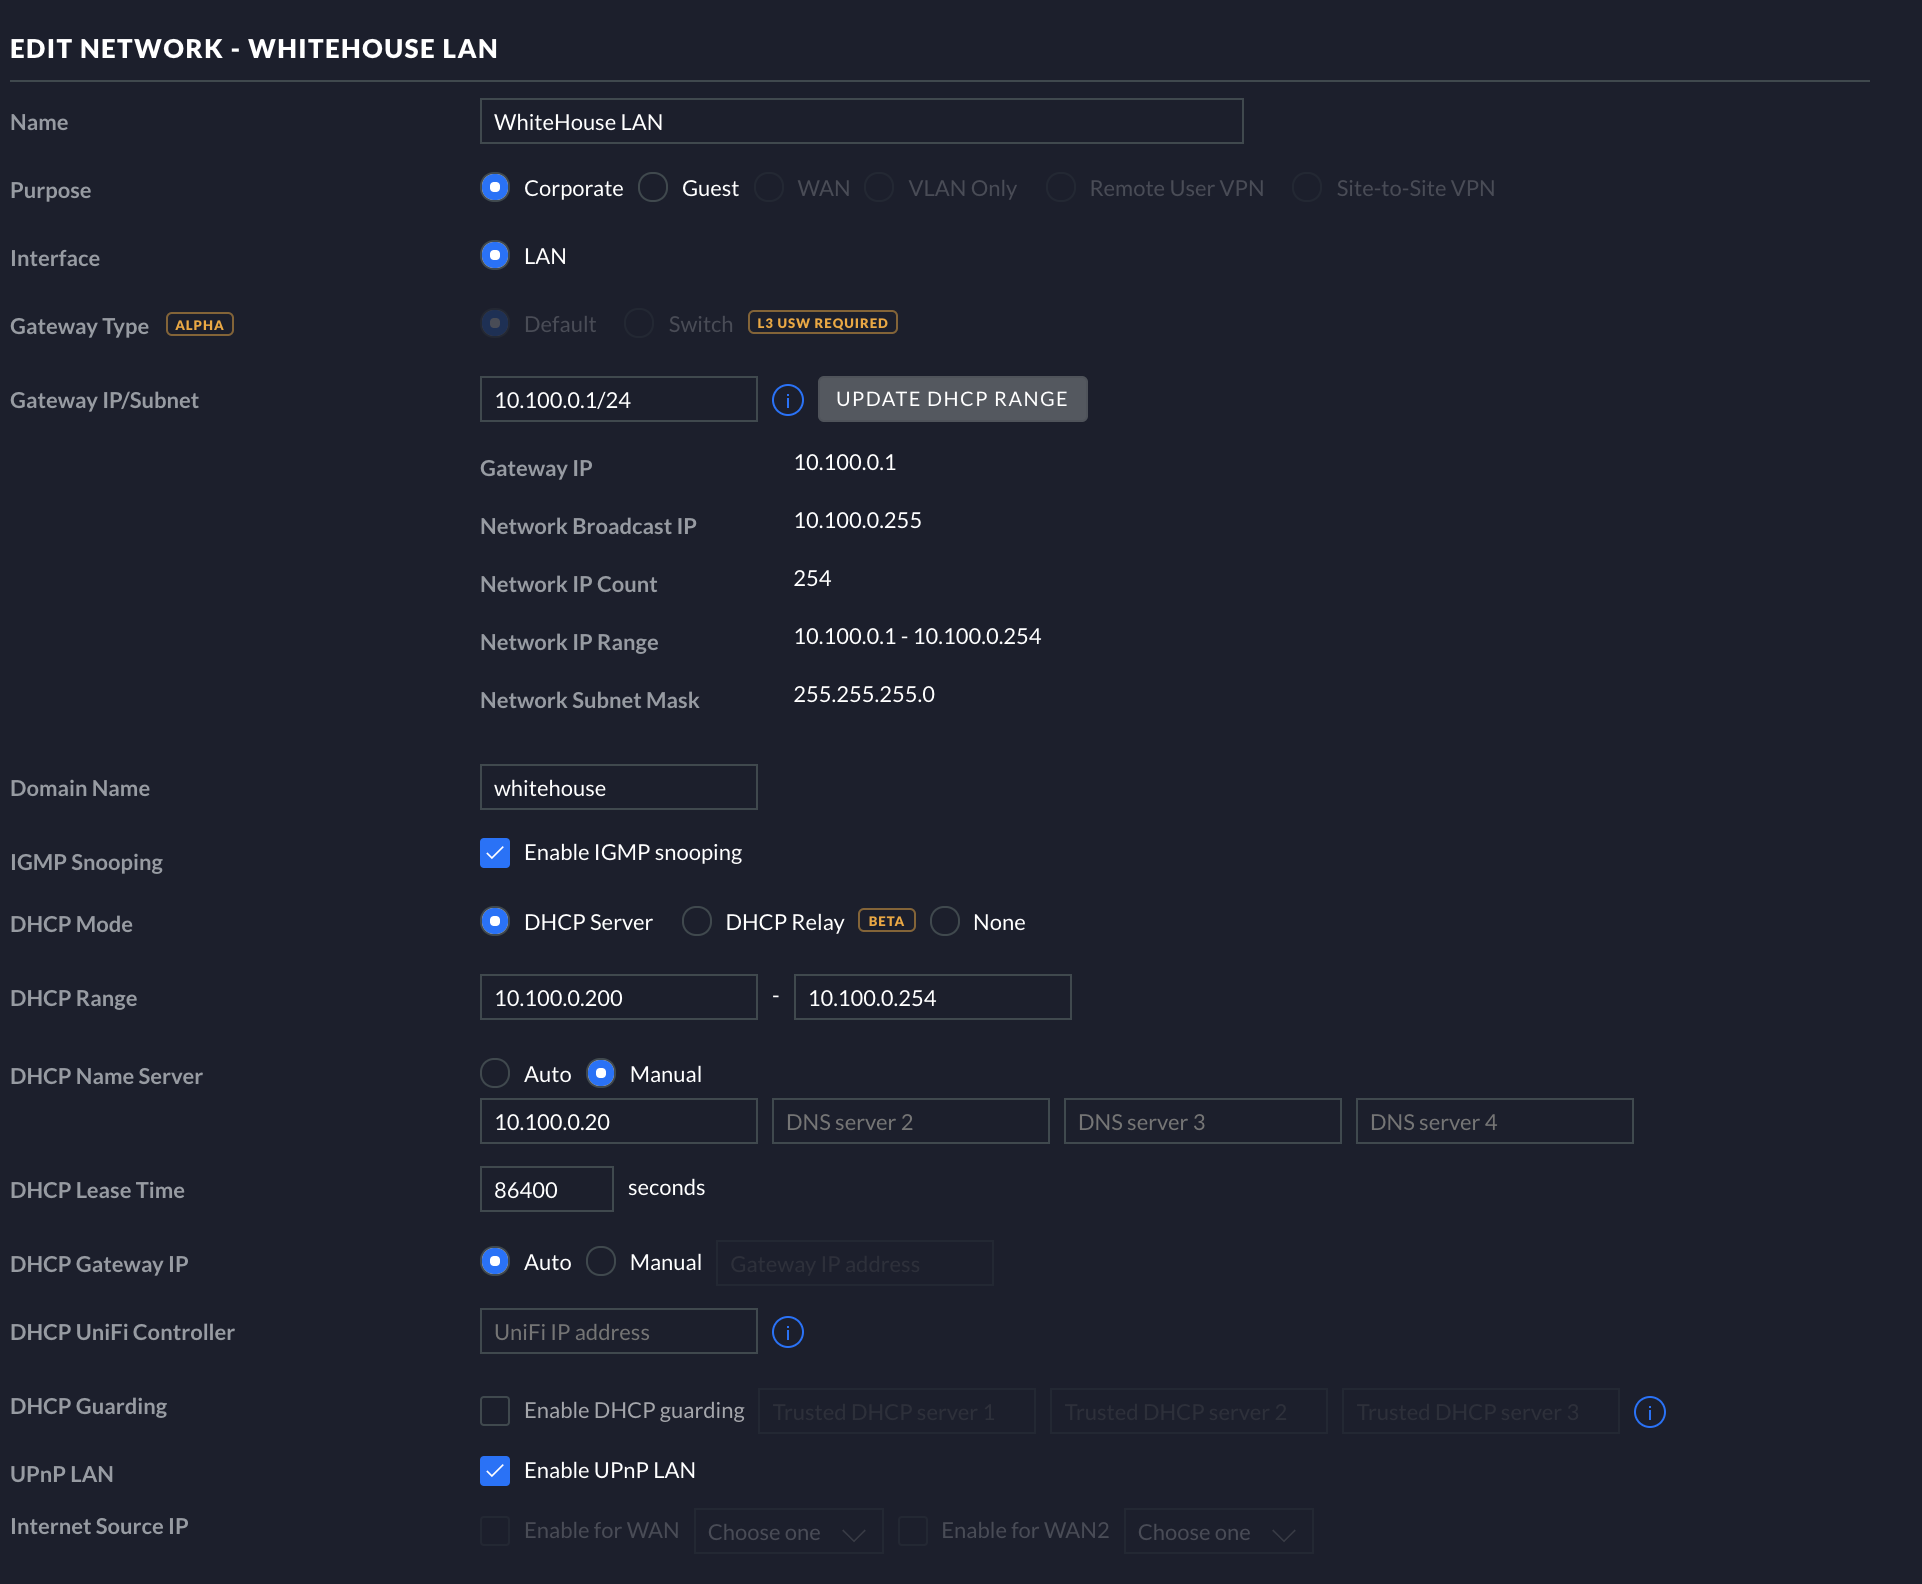 EDIT NETWORK - WHITEHOUSE LAN
Name WhiteHouse LAN
Purpose Corporate Guest WAN VLAN Only Remote User VPN Site-to-Site VPN
Interface LAN
Gateway Type ALPHA Default Switch L3 USW REQUIRED
Gateway IP/Subnet 10.100.0.1/24 i UPDATE DHCP RANGE
Gateway IP 10.100.0.1
Network Broadcast IP 10.100.0.255
Network IP Count 254
Network IP Range 10.100.0.1 - 10.100.0.254
Network Subnet Mask 255.255.255.0
Domain Name whitehouse
IGMP Snooping Enable IGMP snooping
DHCP Mode DHCP Server DHCP Relay BETA None
DHCP Range 10.100.0.200 - 10.100.0.254
DHCP Name Server Auto Manual
10.100.0.20 DNS server 2 DNS server 3 DNS server 4
DHCP Lease Time 86400 seconds
DHCP Gateway IP Auto Manual Gateway IP address
DHCP UniFi Controller UniFi IP address i
DHCP Guarding Enable DHCP guarding Trusted DHCP server 1 Trusted DHCP server 2 Trusted DHCP server 3 i
UPnP LAN Enable UPnP LAN
Internet Source IP Enable for WAN Choose one Enable for WAN2 Choose one